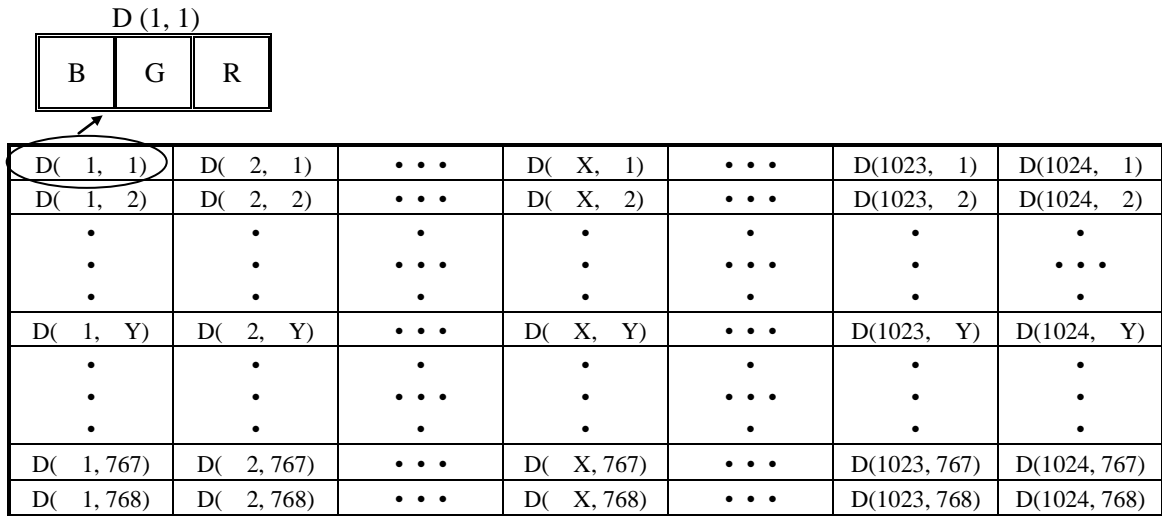 D (1, 1)
B G R
D( 1, 1) D( 2, 1) • • • D( X, 1) • • • D(1023, 1) D(1024, 1)
D( 1, 2) D( 2, 2) • • • D( X, 2) • • • D(1023, 2) D(1024, 2)
• • • • • • •
• • • • • • • • • • • • •
• • • • • • •
D( 1, Y) D( 2, Y) • • • D( X, Y) • • • D(1023, Y) D(1024, Y)
• • • • • • •
• • • • • • • • • • •
• • • • • • •
D( 1, 767) D( 2, 767) • • • D( X, 767) • • • D(1023, 767) D(1024, 767)
D( 1, 768) D( 2, 768) • • • D( X, 768) • • • D(1023, 768) D(1024, 768)